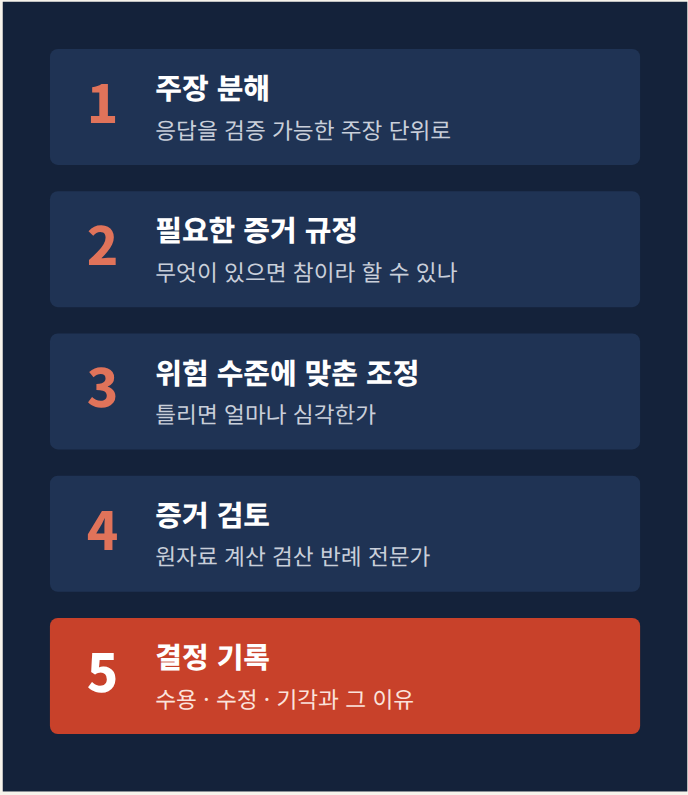 1
주장 분해
응답을 검증 가능한 주장 단위로
2
필요한 증거 규정
무엇이 있으면 참이라 할 수 있나
3
위험 수준에 맞춘 조정
틀리면 얼마나 심각한가
4
증거 검토
원자료 계산 검산 반례 전문가
5
결정 기록
수용 · 수정 · 기각과 그 이유